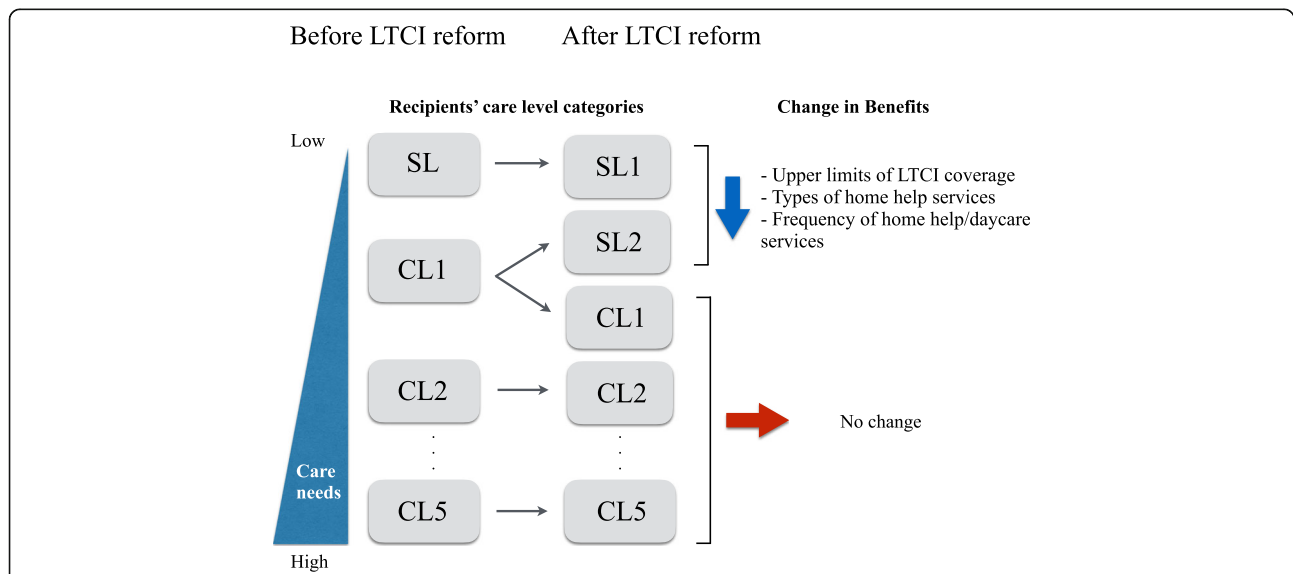 Before LTCI reform After LTCI reform
Recipients' care level categories Change in Benefits
Low
SL SL1
- Upper limits of LTCI coverage
- Types of home help services
- Frequency of home help/daycare
services
SL2
CL1
CL1
CL2 CL2
No change
. .
. .
. .
Care
needs
CL5 CL5
High